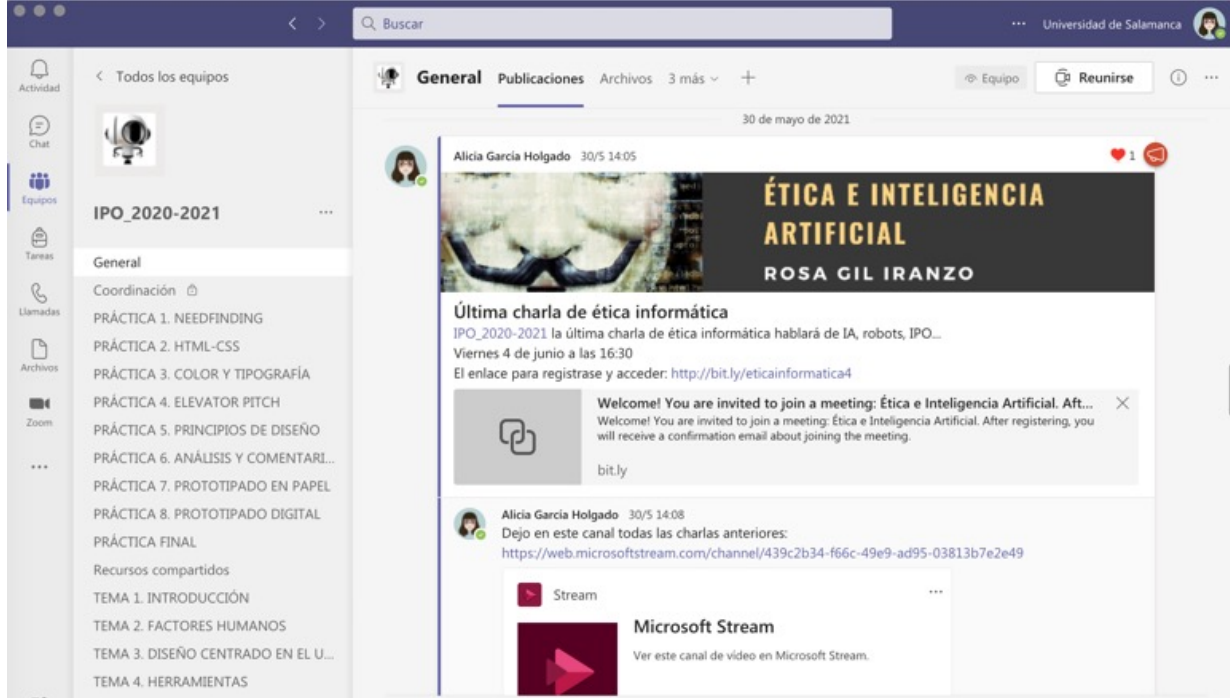 Buscar
Universidad de Salamanca
Actividad
Chat
Equipos
Tareas
Llamadas
Archivos
Zoom
Todos los equipos
IPO_2020-2021
General
Coordinación
PRÁCTICA 1. NEEDFINDING
PRÁCTICA 2. HTML-CSS
PRÁCTICA 3. COLOR Y TIPOGRAFÍA
PRÁCTICA 4. ELEVATOR PITCH
PRÁCTICA 5. PRINCIPIOS DE DISEÑO
PRÁCTICA 6. ANÁLISIS Y COMENTARI...
PRÁCTICA 7. PROTOTIPADO EN PAPEL
PRÁCTICA 8. PROTOTIPADO DIGITAL
PRÁCTICA FINAL
Recursos compartidos
TEMA 1. INTRODUCCIÓN
TEMA 2. FACTORES HUMANOS
TEMA 3. DISEÑO CENTRADO EN EL U...
TEMA 4. HERRAMIENTAS
General Publicaciones Archivos 3 más
Equipo Reunirse
30 de mayo de 2021
Alicia García Holgado 30/5 14:05
1
ÉTICA E INTELIGENCIA
ARTIFICIAL
ROSA GIL IRANZO
Última charla de ética informática
IPO_2020-2021 la última charla de ética informática hablará de IA, robots, IPO...
Viernes 4 de junio a las 16:30
El enlace para registrase y acceder: http://bit.ly/eticainformatica4
Welcome! You are invited to join a meeting: Ética e Inteligencia Artificial. Aft...
Welcome! You are invited to join a meeting: Ética e Inteligencia Artificial. After registering, you
will receive a confirmation email about joining the meeting.
bit.ly
Alicia García Holgado 30/5 14:08
Dejo en este canal todas las charlas anteriores:
https://web.microsoftstream.com/channel/439c2b34-f66c-49e9-ad95-03813b7e2e49
Stream
Microsoft Stream
Ver este canal de vídeo en Microsoft Stream.